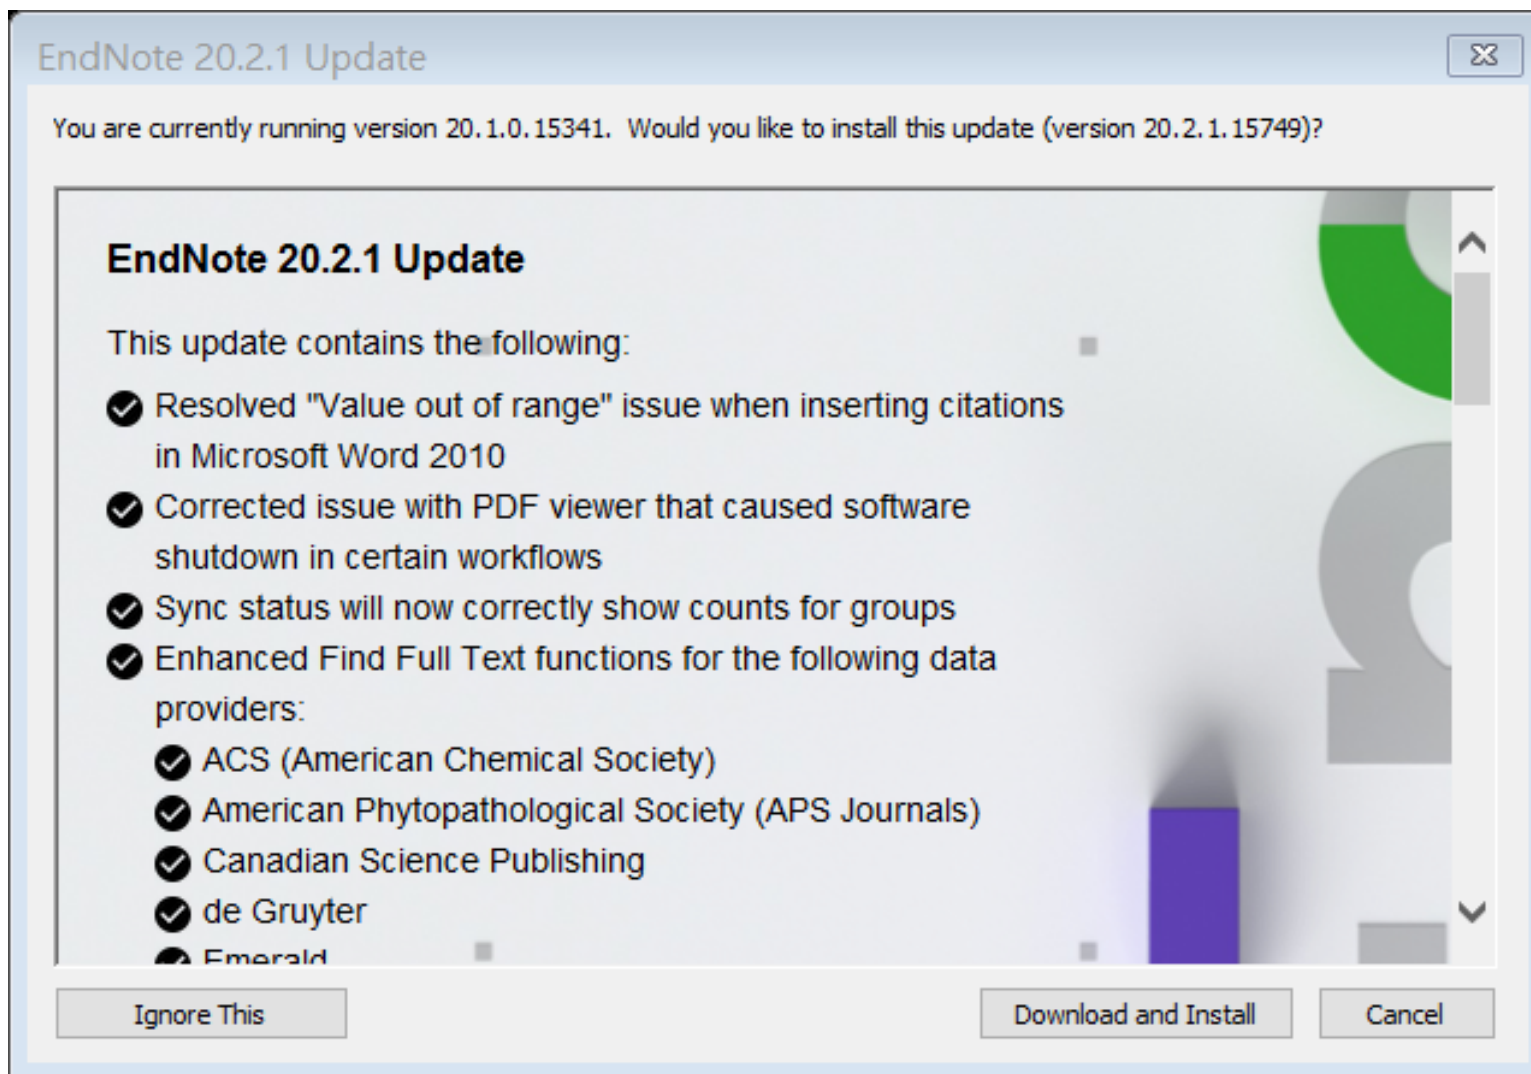 EndNote 20.2.1 Update
You are currently running version 20.1.0.15341.  Would you like to install this update (version 20.2.1.15749)?
EndNote 20.2.1 Update
This update contains the following:
Resolved "Value out of range" issue when inserting citations
in Microsoft Word 2010
Corrected issue with PDF viewer that caused software
shutdown in certain workflows
Sync status will now correctly show counts for groups
Enhanced Find Full Text functions for the following data
providers:
ACS (American Chemical Society)
American Phytopathological Society (APS Journals)
Canadian Science Publishing
de Gruyter
Emerald
Ignore This
Download and Install
Cancel